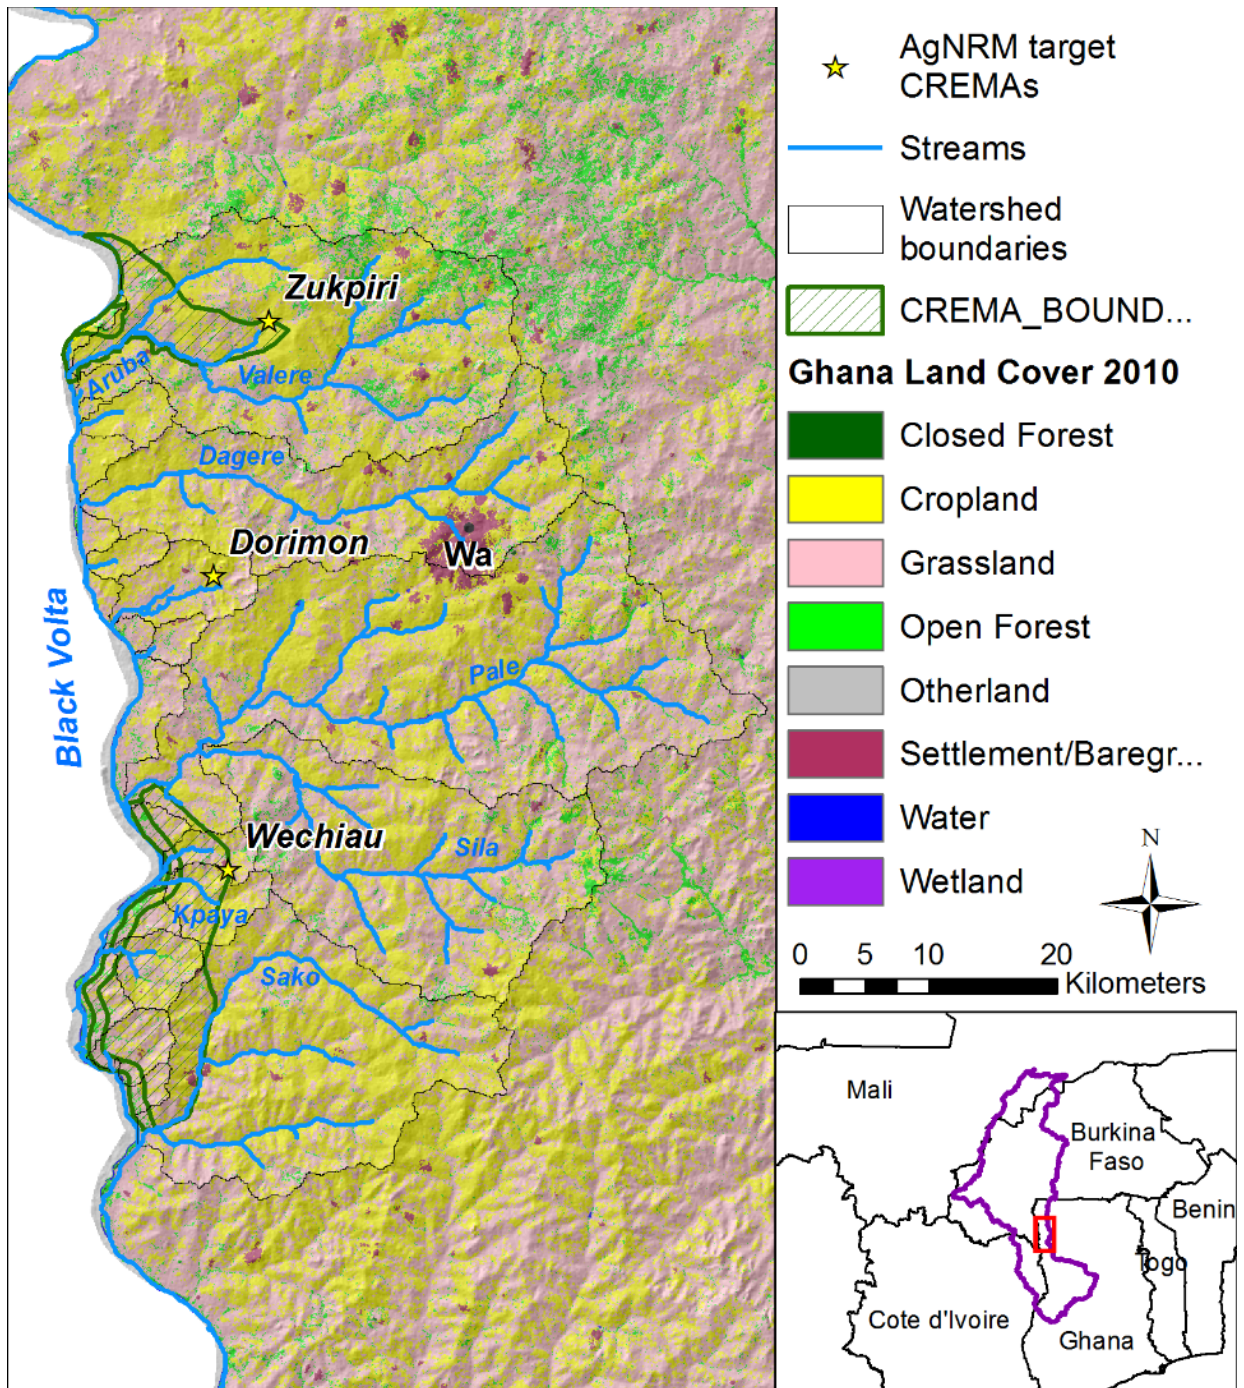 Zukpiri
Aruba
Valere
Dagere
Dorimon
Wa
Black Volta
Pale
Wechiau
Sila
Kpaya
Sako
AgNRM target
CREMAs
Streams
Watershed
boundaries
CREMA_BOUND...
Ghana Land Cover 2010
Closed Forest
Cropland
Grassland
Open Forest
Otherland
Settlement/Baregr...
Water
Wetland
N
0 5 10 20
Kilometers
Mali
Burkina
Faso
Benin
Togo
Cote d'Ivoire
Ghana